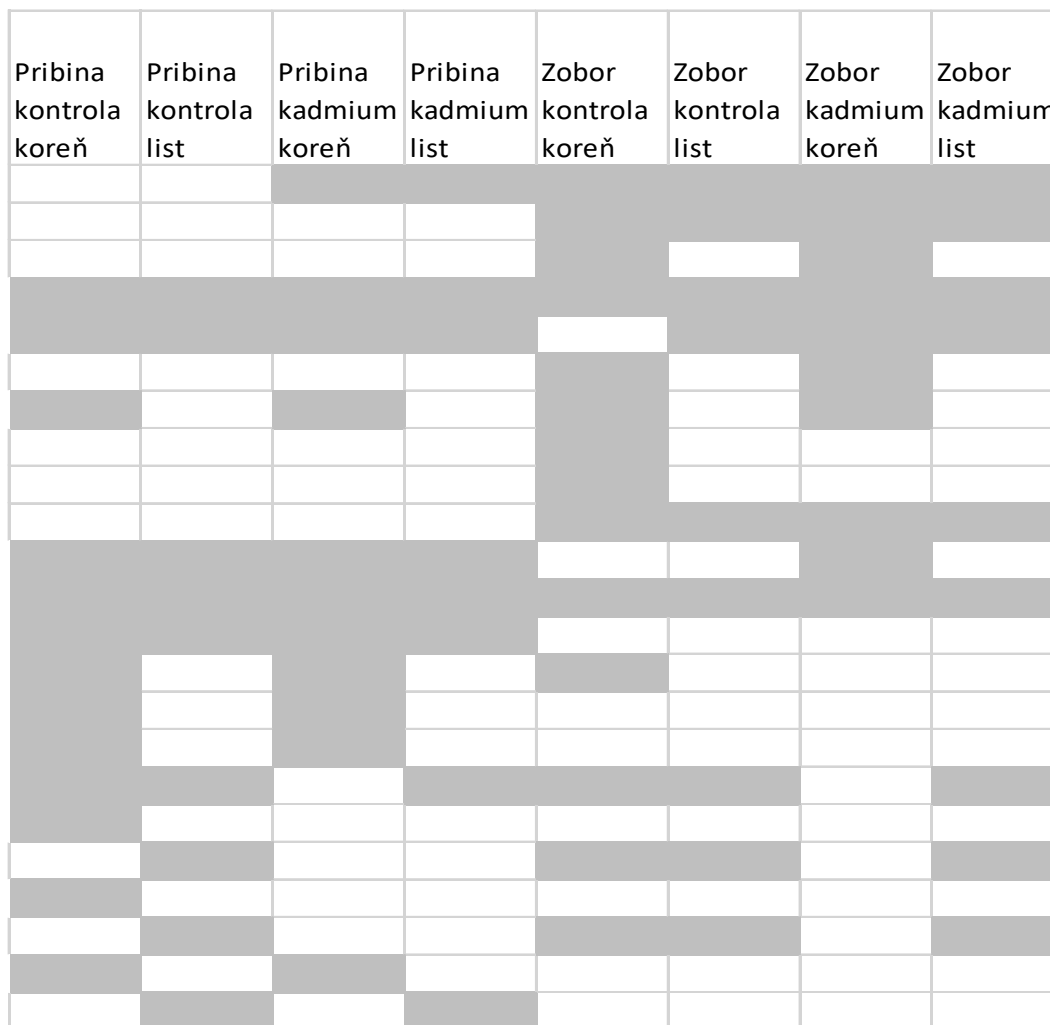 Pribina Pribina Pribina Pribina Zobor Zobor Zobor Zobor
kontrola kontrola kadmium kadmium kontrola kontrola kadmium kadmium
koreň list koreň list koreň list koreň list